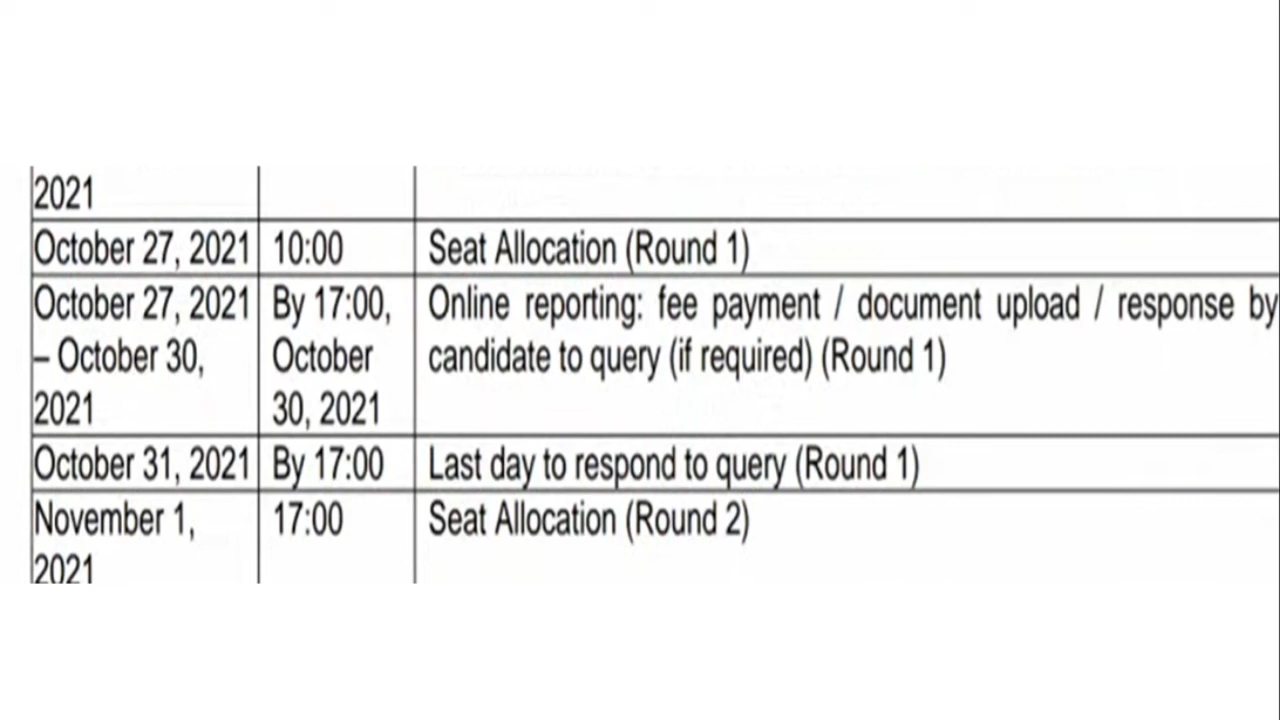 2021
October 27, 2021 10:00 Seat Allocation (Round 1)
October 27, 2021 By 17:00, Online reporting: fee payment / document upload / response by
– October 30, October candidate to query (if required) (Round 1)
2021 30, 2021
October 31, 2021 By 17:00 Last day to respond to query (Round 1)
November 1, 17:00 Seat Allocation (Round 2)
2021